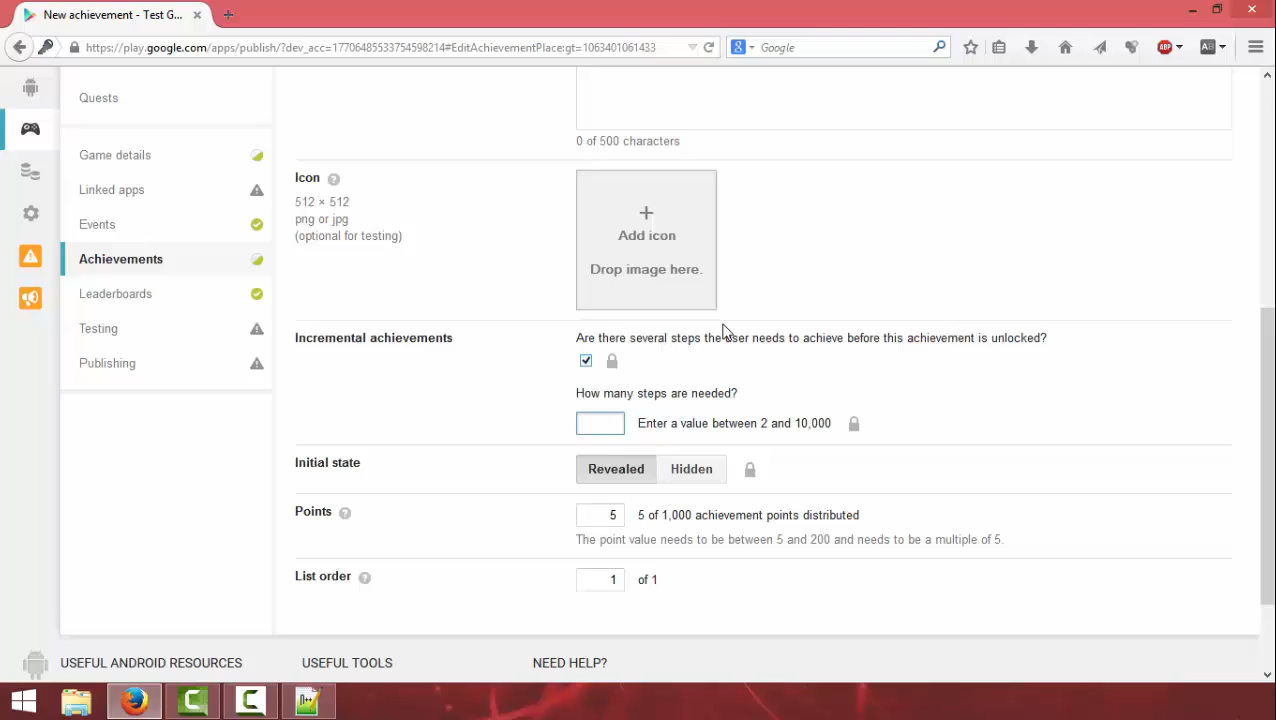 New achievement - Test G...
https://play.google.com/apps/publish/?dev_acc=17706485533754598214#EditAchievementPlace:gt=1063401061433
Google
ABP
Quests
Game details
Linked apps
Events
Achievements
Leaderboards
Testing
Publishing
0 of 500 characters
Icon ?
512 × 512
png or jpg
(optional for testing)
+
Add icon
Drop image here.
Incremental achievements
Are there several steps the user needs to achieve before this achievement is unlocked?
How many steps are needed?
Enter a value between 2 and 10,000
Initial state
Revealed Hidden
Points ?
5 5 of 1,000 achievement points distributed
The point value needs to be between 5 and 200 and needs to be a multiple of 5.
List order ?
1 of 1
USEFUL ANDROID RESOURCES USEFUL TOOLS NEED HELP?